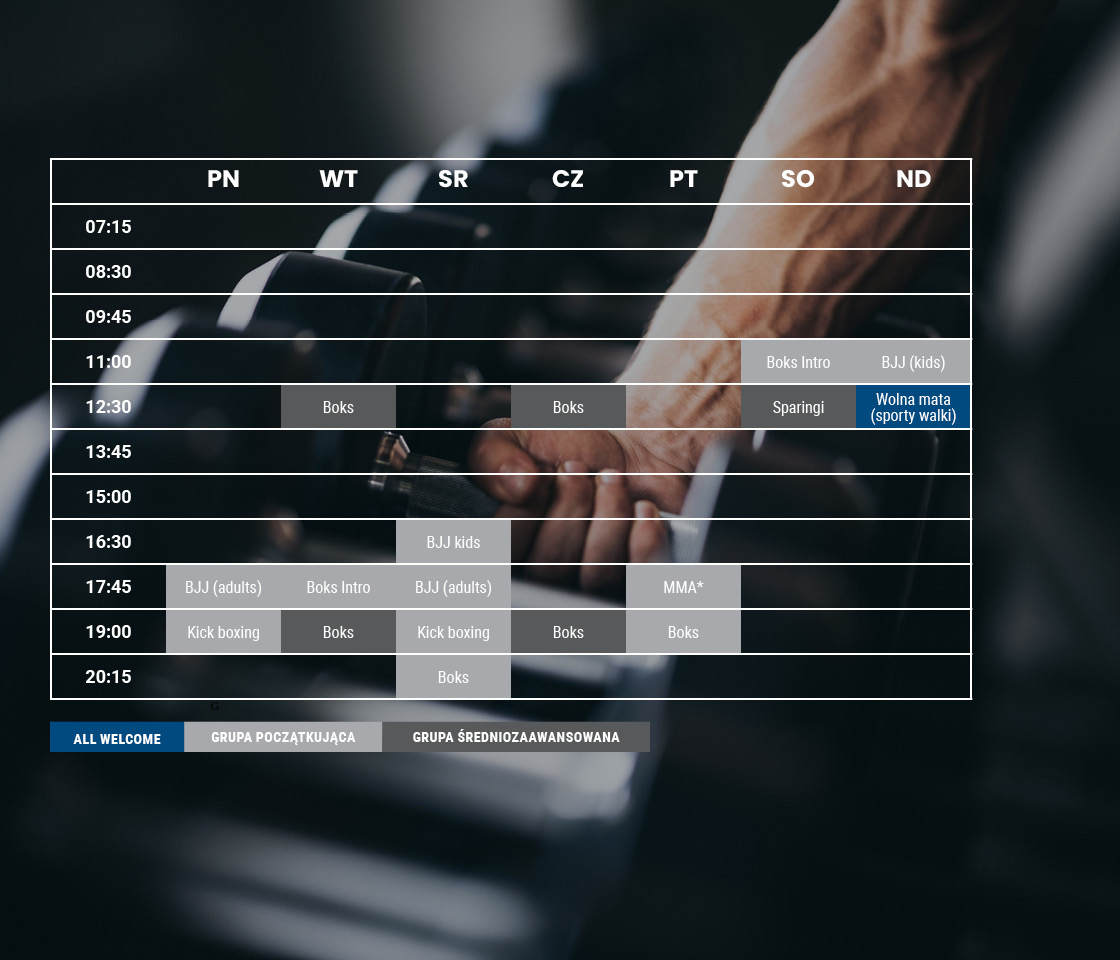 PN WT SR CZ PT SO ND
07:15
08:30
09:45
11:00 Boks Intro BJJ (kids)
12:30 Boks Boks Sparingi Wolna mata
(sporty walki)
13:45
15:00
16:30 BJJ kids
17:45 BJJ (adults) Boks Intro BJJ (adults) MMA*
19:00 Kick boxing Boks Kick boxing Boks Boks
20:15 Boks
G
ALL WELCOME GRUPA POCZĄTKUJĄCA GRUPA ŚREDNIOZAAWANSOWANA